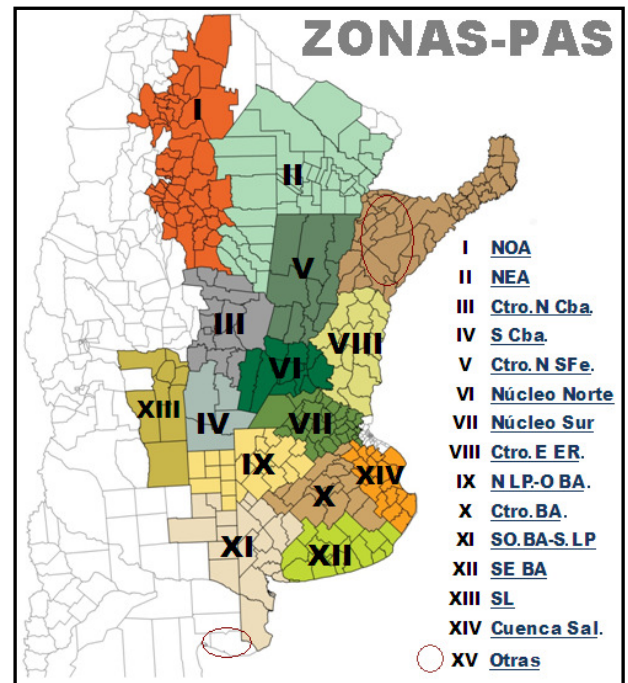 ZONAS-PAS
I
II
V
III
VIII
VI
XIII
IV
VII
IX
XIV
X
XI
XII
I NOA
II NEA
III Ctro.N Cba.
IV S Cba.
V Ctro.N SFe.
VI Núcleo Norte
VII Núcleo Sur
VIII Ctro.E ER.
IX N LP.-O BA.
X Ctro.BA.
XI SO.BA-S.LP
XII SE BA
XIII SL
XIV Cuenca Sal.
XV Otras